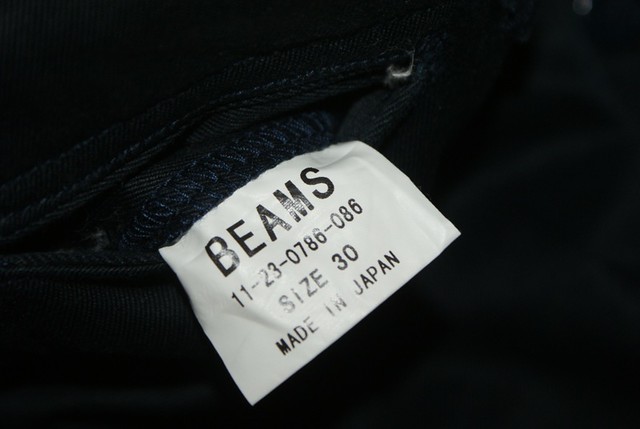 BEAMS
11-23-0786-086
SIZE 30
MADE IN JAPAN